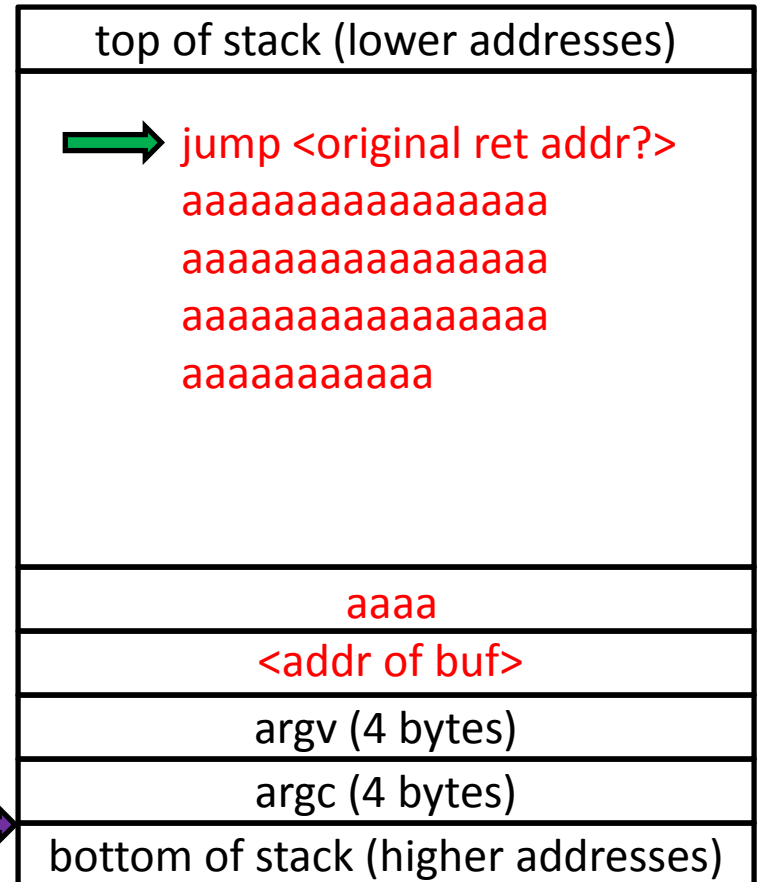 top of stack (lower addresses)
jump <original ret addr?>
aaaaaaaaaaaaaaaa
aaaaaaaaaaaaaaaa
aaaaaaaaaaaaaaaa
aaaaaaaaaaa
aaaa
<addr of buf>
argv (4 bytes)
argc (4 bytes)
bottom of stack (higher addresses)